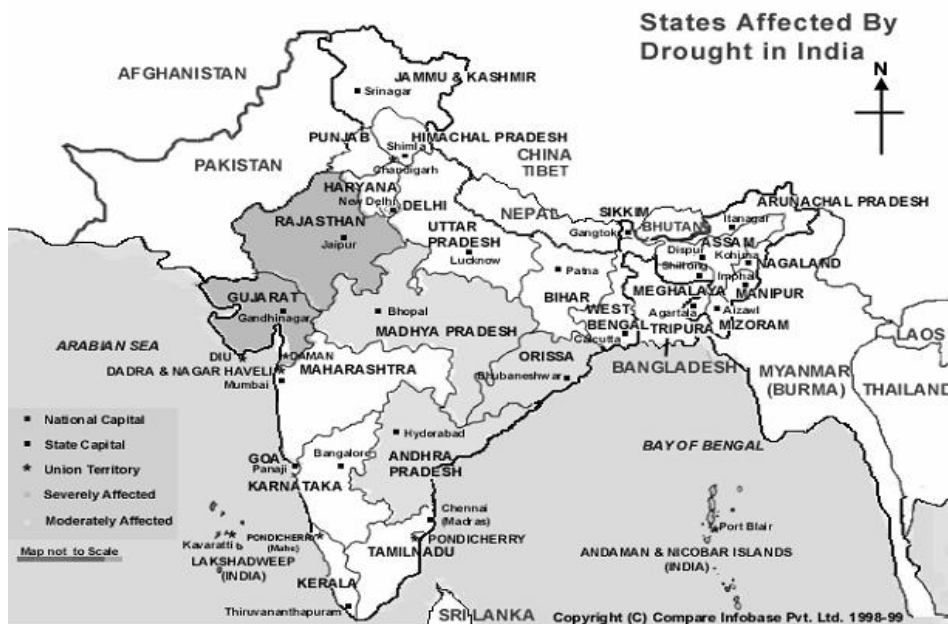 States Affected By
Drought in India
N
AFGHANISTAN
JAMMU & KASHMIR
Srinagar
PUNJAB
HIMACHAL PRADESH
Shimla
Chandigarh
PAKISTAN
CHINA
TIBET
HARYANA
New Delhi
DELHI
RAJASTHAN
Jaipur
UTTAR
PRADESH
Lucknow
NEPAL
SIKKIM
Gangtok
BHUTAN
ARUNACHAL PRADESH
Itanagar
ASSAM
Dispur
Kohima
NAGALAND
Shillong
Imphal
MEGHALAYA
MANIPUR
Patna
BIHAR
WEST
BENGAL
Calcutta
Agartala
TRIPURA
Aizawl
MIZORAM
GUJARAT
Gandhinagar
Bhopal
MADHYA PRADESH
ARABIAN SEA
DIU
DAMAN
DADRA & NAGAR HAVELI
Mumbai
MAHARASHTRA
ORISSA
Bhubaneshwar
BANGLADESH
MYANMAR
(BURMA)
LAOS
THAILAND
National Capital
State Capital
Union Territory
Severely Affected
Moderately Affected
Map not to Scale
Hyderabad
ANDHRA
PRADESH
BAY OF BENGAL
GOA
Panaji
Bangalore
KARNATAKA
Chennai
(Madras)
PONDICHERRY
(Mahe)
PONDICHERRY
TAMILNADU
Kavaratti
LAKSHADWEEP
(INDIA)
KERALA
Thiruvananthapuram
Port Blair
ANDAMAN & NICOBAR ISLANDS
(INDIA)
SRI LANKA
Copyright (C) Compare Infobase Pvt. Ltd. 1998-99